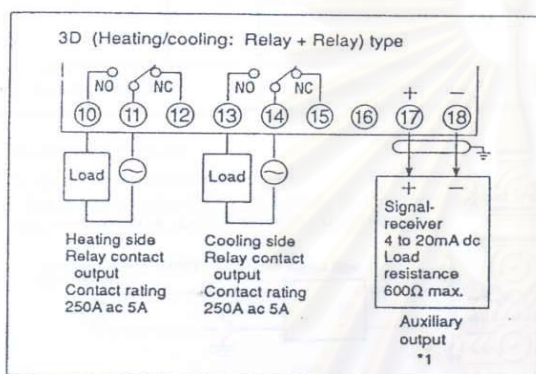 3D (Heating/cooling: Relay + Relay) type
NO NC NO NC + −
10 11 12 13 14 15 16 17 18
Load Load
+ −
Signal-
receiver
4 to 20mA dc
Load
resistance
600Ω max.
Heating side
Relay contact
output
Contact rating
250A ac 5A
Cooling side
Relay contact
output
Contact rating
250A ac 5A
Auxiliary
output
*1